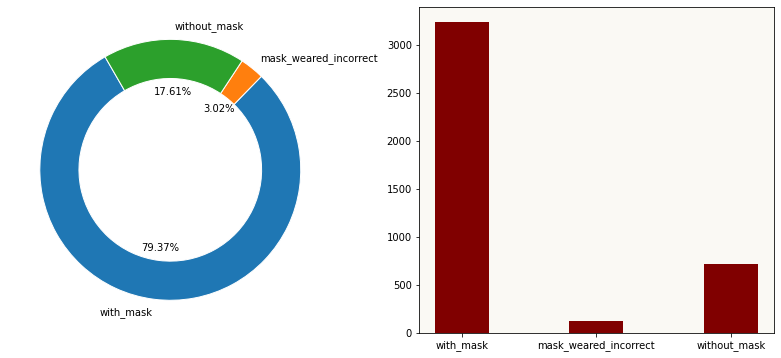 without_mask
mask_weared_incorrect
17.61%
3.02%
79.37%
with_mask
3000
2500
2000
1500
1000
500
0
with_mask mask_weared_incorrect without_mask